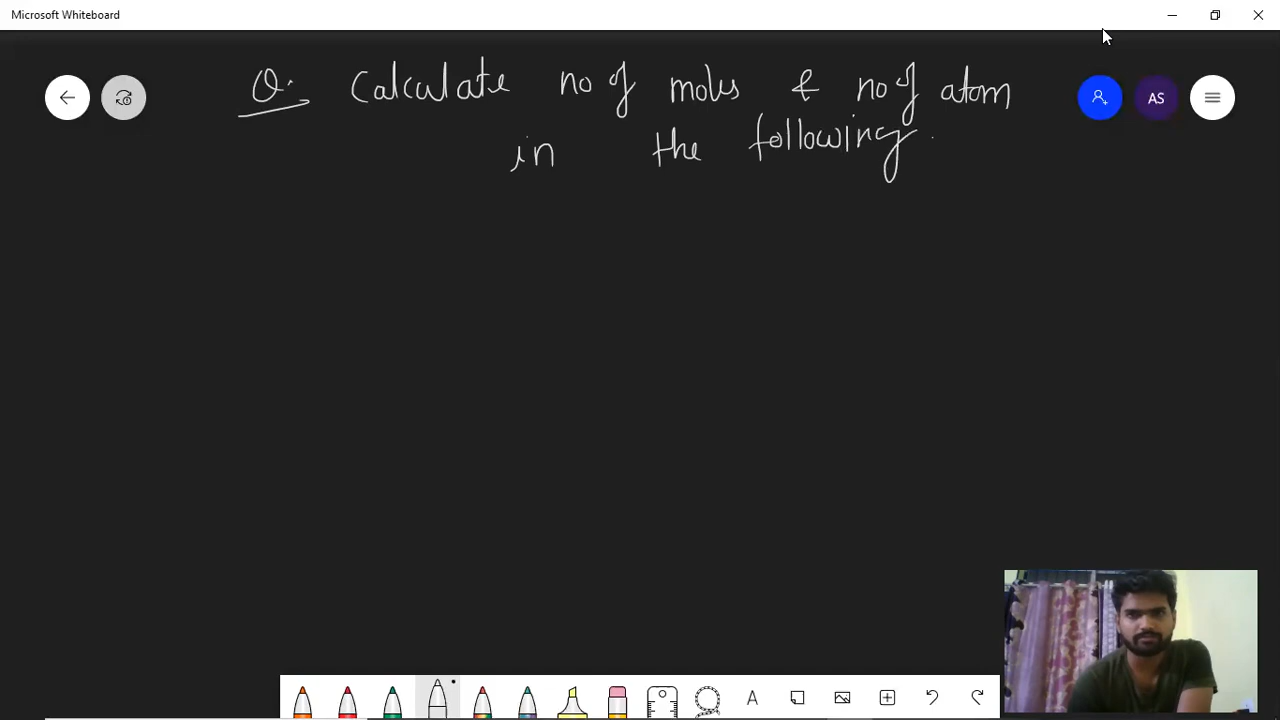 Microsoft Whiteboard
Q. Calculate no of moles & no of atom
AS
in the following.
A